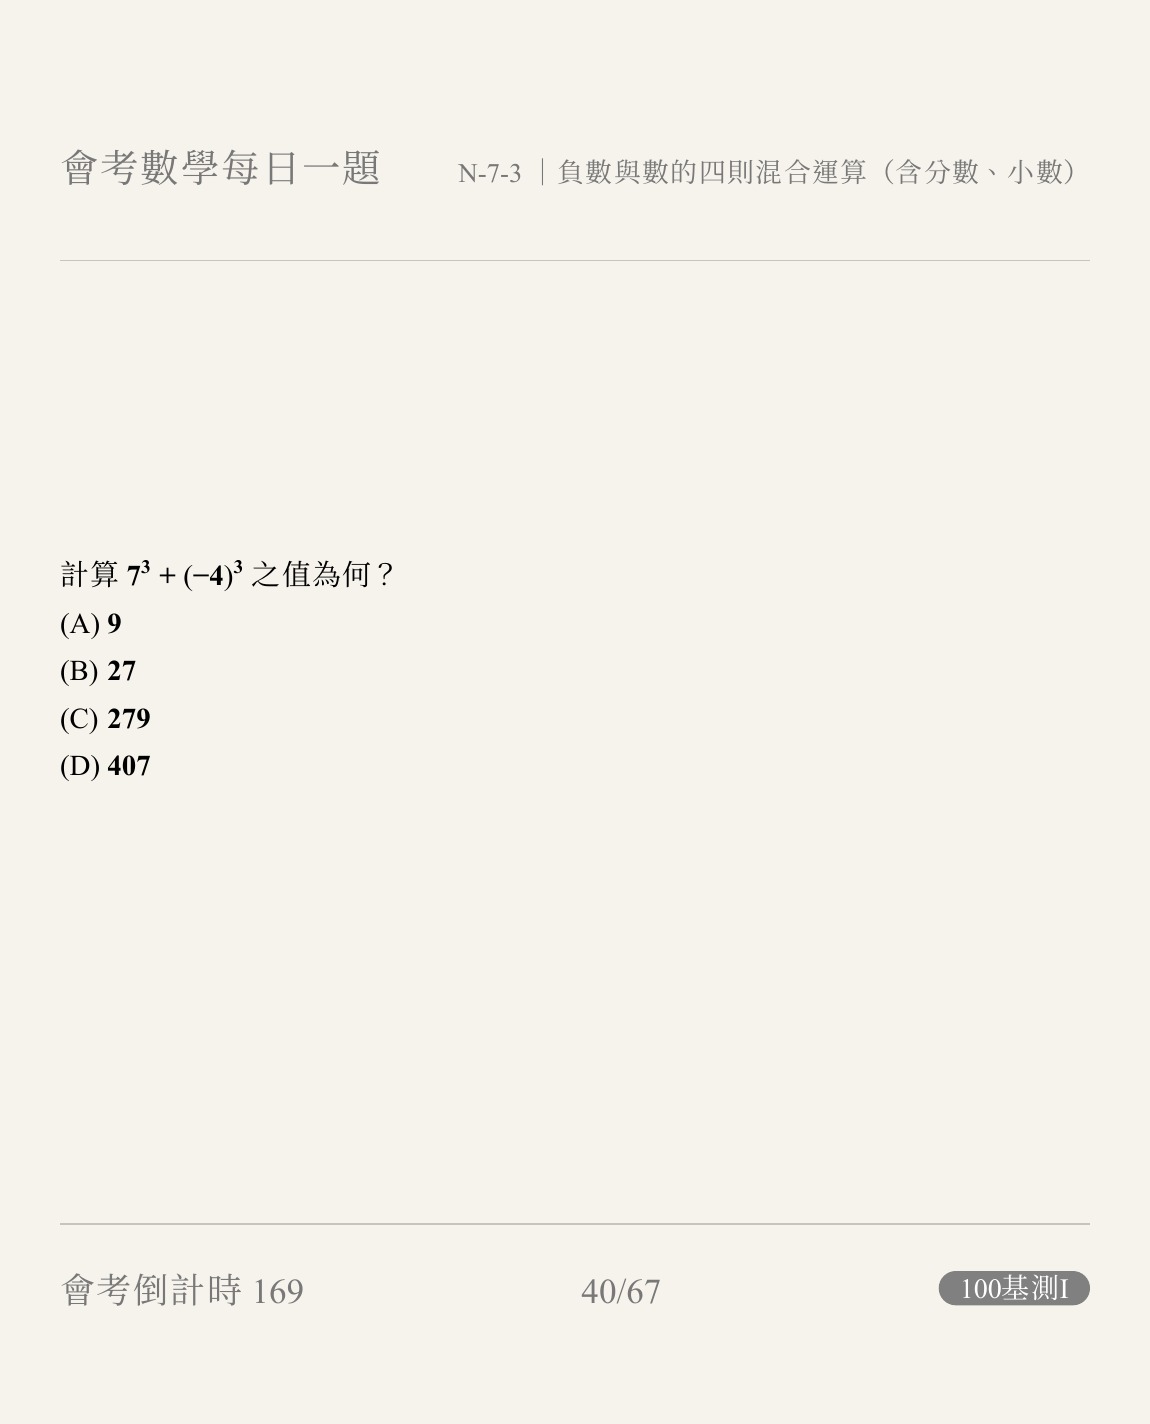 會考數學每日一題
N-7-3｜負數與數的四則混合運算（含分數、小數）
計算 7³ + (−4)³ 之值為何？
(A) 9
(B) 27
(C) 279
(D) 407
會考倒計時 169
40/67
100基測I